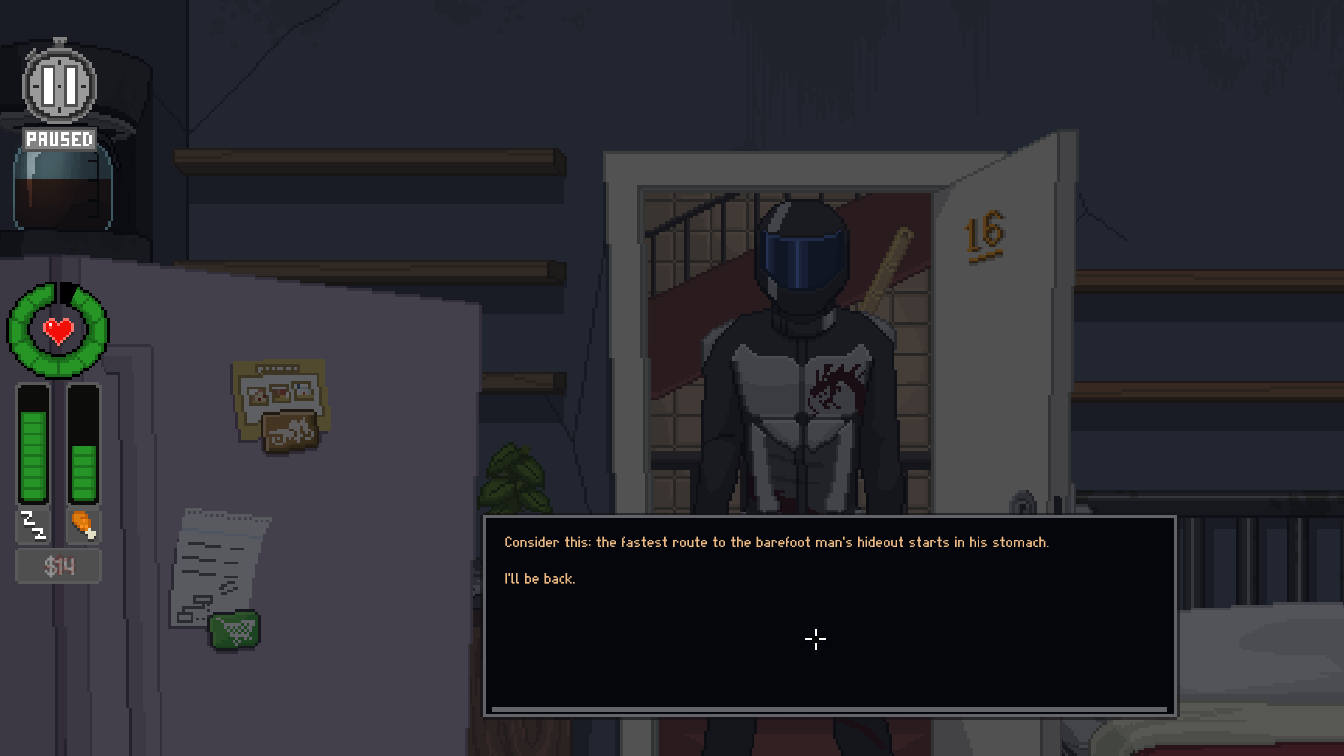 PAUSED
16
$14
Consider this: the fastest route to the barefoot man's hideout starts in his stomach.
I'll be back.